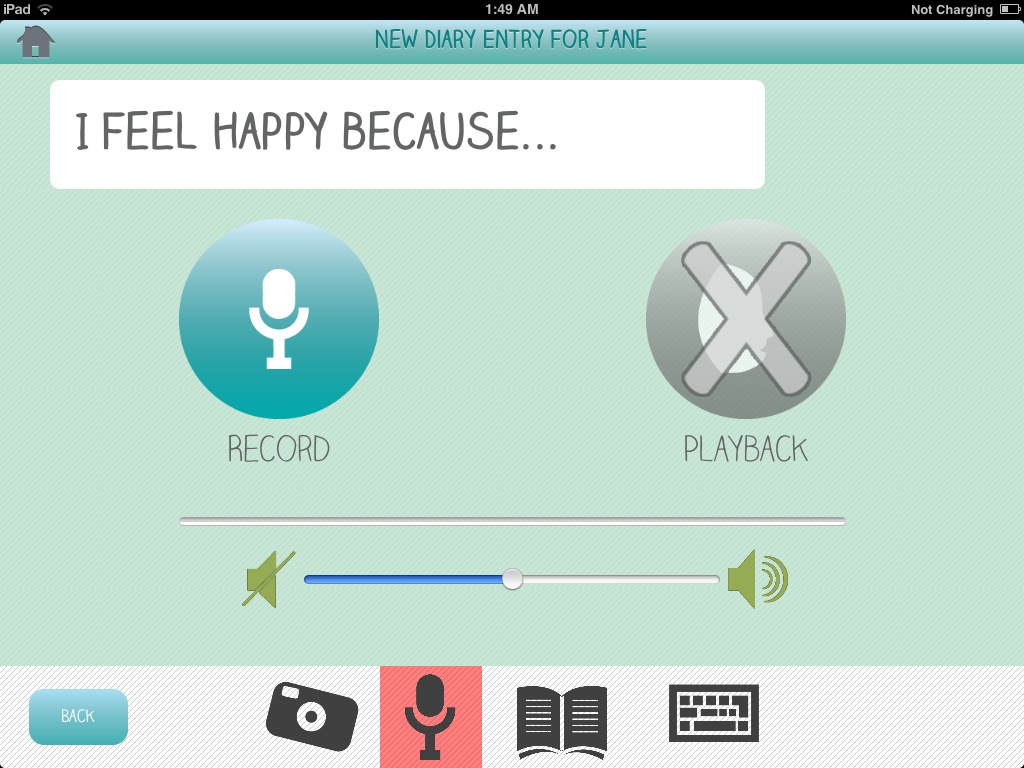 iPad 1:49 AM Not Charging
NEW DIARY ENTRY FOR JANE
I FEEL HAPPY BECAUSE...
RECORD PLAYBACK
BACK